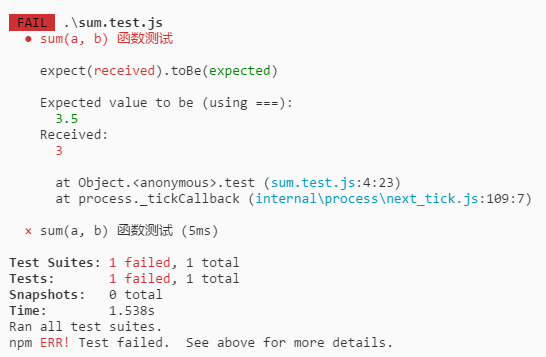 FAIL .\sum.test.js
● sum(a, b) 函数测试
expect(received).toBe(expected)
Expected value to be (using ===):
3.5
Received:
3
at Object.<anonymous>.test (sum.test.js:4:23)
at process._tickCallback (internal\process\next_tick.js:109:7)
× sum(a, b) 函数测试 (5ms)
Test Suites: 1 failed, 1 total
Tests: 1 failed, 1 total
Snapshots: 0 total
Time: 1.538s
Ran all test suites.
npm ERR! Test failed. See above for more details.